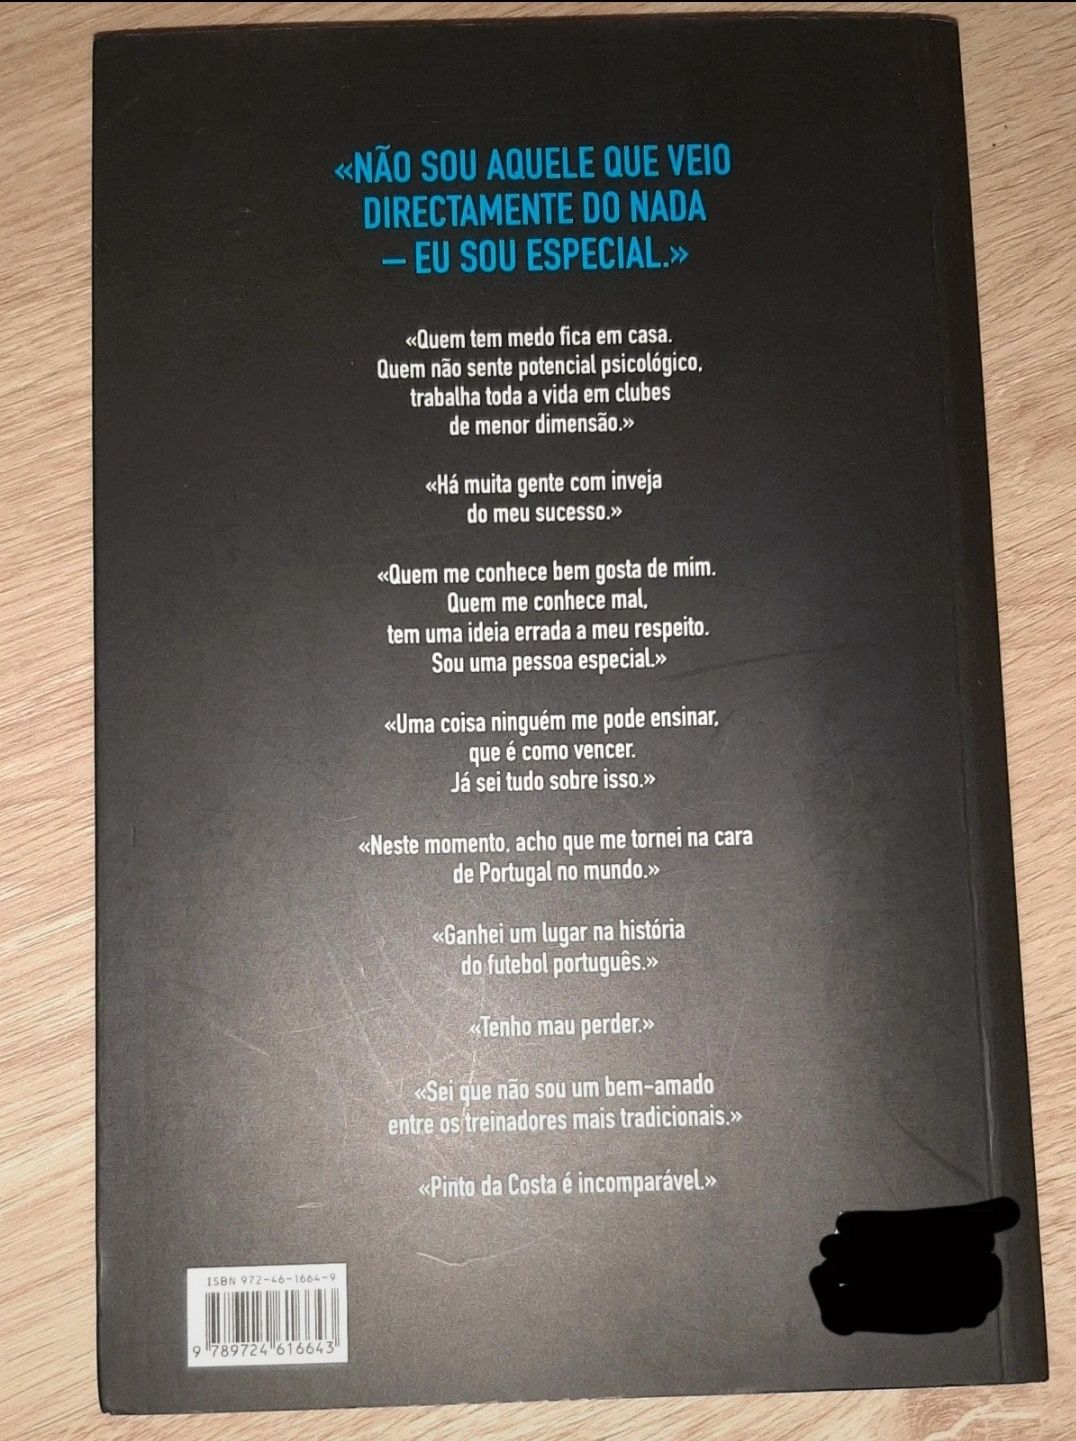 «NÃO SOU AQUELE QUE VEIO
DIRECTAMENTE DO NADA
– EU SOU ESPECIAL.»
«Quem tem medo fica em casa.
Quem não sente potencial psicológico,
trabalha toda a vida em clubes
de menor dimensão.»
«Há muita gente com inveja
do meu sucesso.»
«Quem me conhece bem gosta de mim.
Quem me conhece mal,
tem uma ideia errada a meu respeito.
Sou uma pessoa especial.»
«Uma coisa ninguém me pode ensinar,
que é como vencer.
Já sei tudo sobre isso.»
«Neste momento, acho que me tornei na cara
de Portugal no mundo.»
«Ganhei um lugar na história
do futebol português.»
«Tenho mau perder.»
«Sei que não sou um bem-amado
entre os treinadores mais tradicionais.»
«Pinto da Costa é incomparável.»
ISBN 972-46-1664-9
9 789724 616643